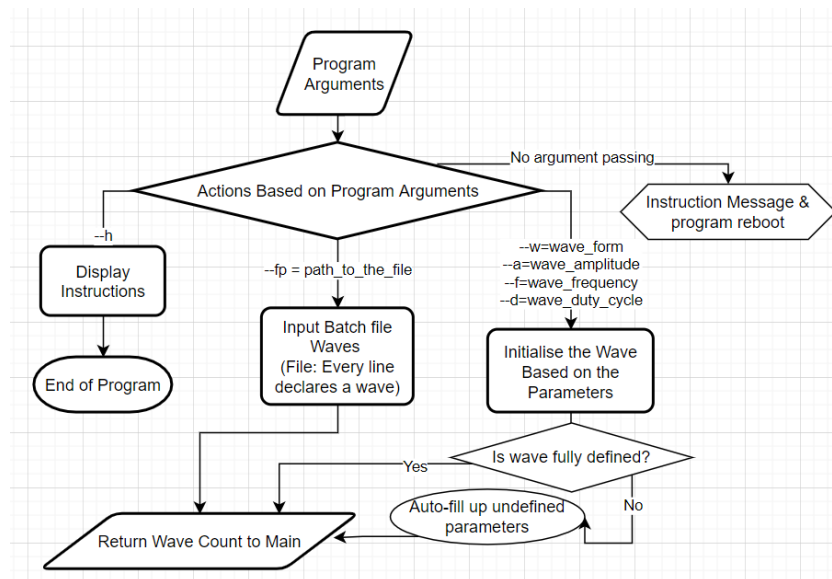 Program
Arguments
No argument passing
Actions Based on Program Arguments
Instruction Message &
program reboot
--h
--w=wave_form
--a=wave_amplitude
--f=wave_frequency
--d=wave_duty_cycle
--fp = path_to_the_file
Display
Instructions
Input Batch file
Waves
(File: Every line
declares a wave)
Initialise the Wave
Based on the
Parameters
End of Program
Is wave fully defined?
Yes
No
Auto-fill up undefined
parameters
Return Wave Count to Main